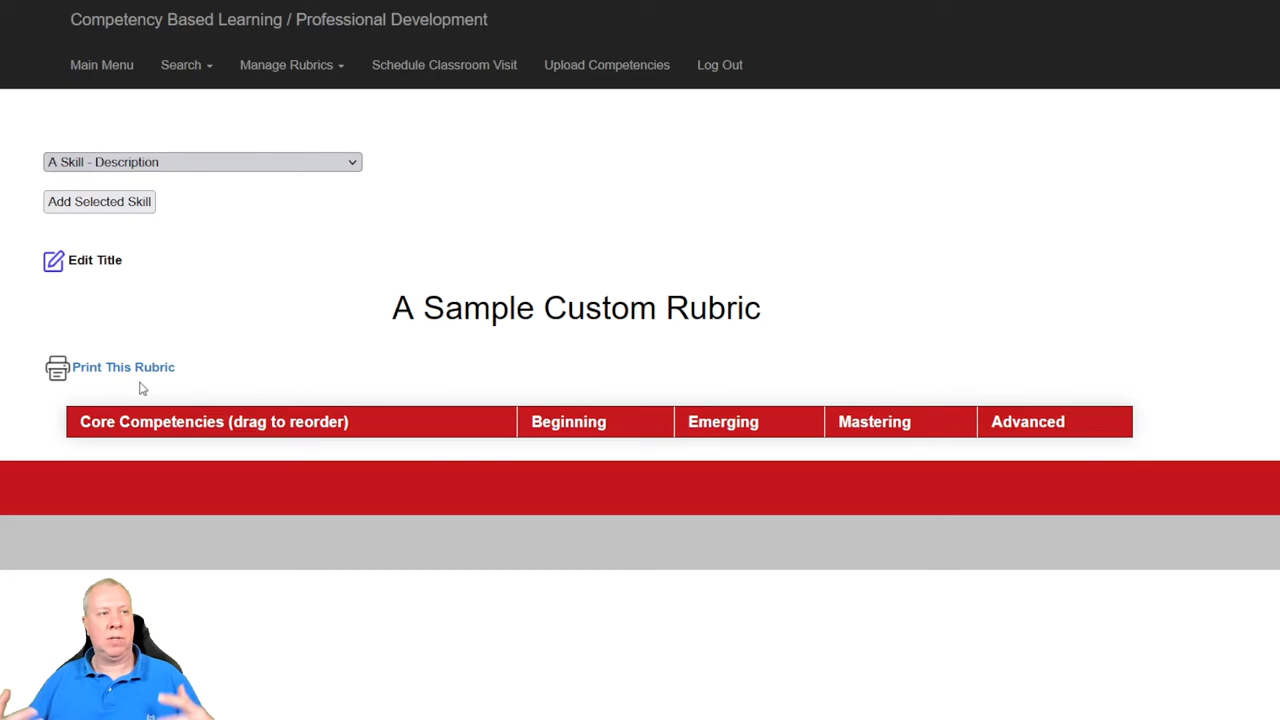 Competency Based Learning / Professional Development
Main Menu Search Manage Rubrics Schedule Classroom Visit Upload Competencies Log Out
A Skill - Description
Add Selected Skill
Edit Title
A Sample Custom Rubric
Print This Rubric
Core Competencies (drag to reorder) Beginning Emerging Mastering Advanced